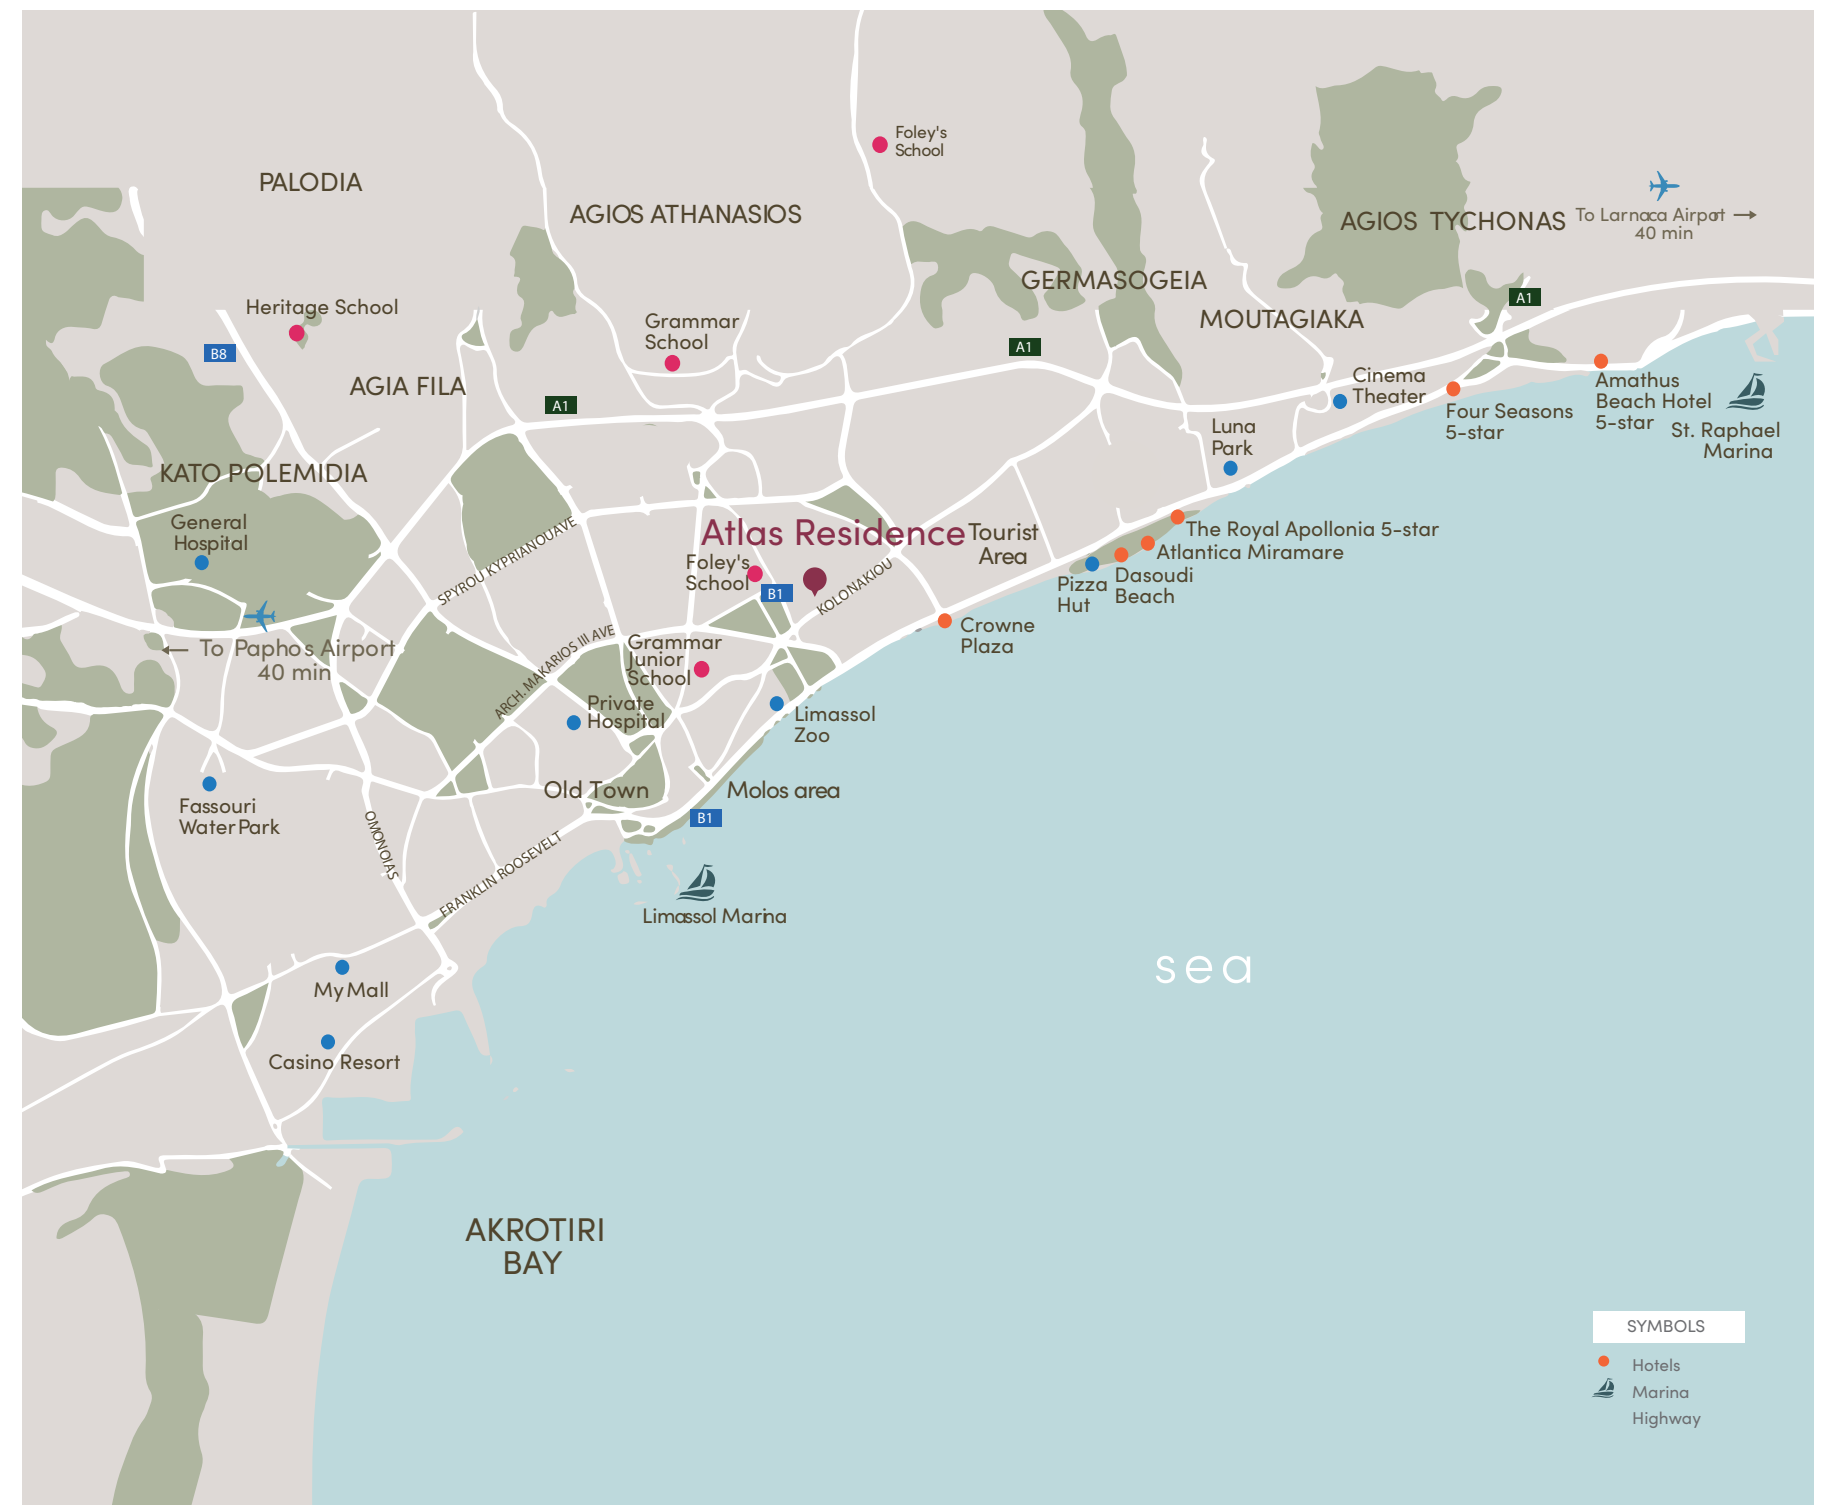 Foley's
School
PALODIA
AGIOS ATHANASIOS
AGIOS TYCHONAS
To Larnaca Airport
40 min
GERMASOGEIA
MOUTAGIAKA
A1
Heritage School
B8
Grammar
School
A1
AGIA FILA
A1
Cinema
Theater
Four Seasons
5-star
Amathus
Beach Hotel
5-star
St. Raphael
Marina
Luna
Park
KATO POLEMIDIA
General
Hospital
SPYROU KYPRIANOUAVE
Atlas Residence
Foley's
School
B1
KOLONAKIOU
Tourist
Area
The Royal Apollonia 5-star
Atlantica Miramare
Dasoudi
Beach
Pizza
Hut
Crowne
Plaza
To Paphos Airport
40 min
ARCH. MAKARIOS III AVE
Grammar
Junior
School
Private
Hospital
Limassol
Zoo
Old Town
Molos area
B1
Fassouri
WaterPark
OMONOIAS
FRANKLIN ROOSEVELT
Limassol Marina
sea
My Mall
Casino Resort
AKROTIRI
BAY
SYMBOLS
Hotels
Marina
Highway